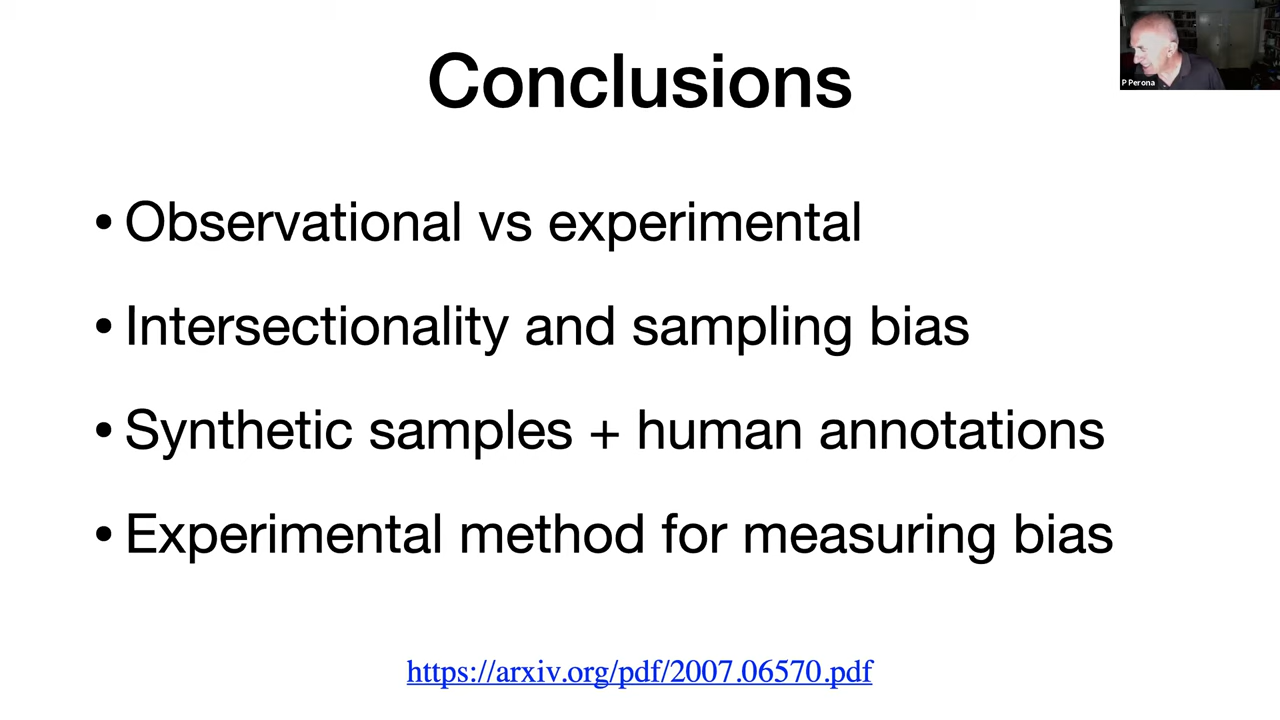 Conclusions
P Perona
• Observational vs experimental
• Intersectionality and sampling bias
• Synthetic samples + human annotations
• Experimental method for measuring bias
https://arxiv.org/pdf/2007.06570.pdf